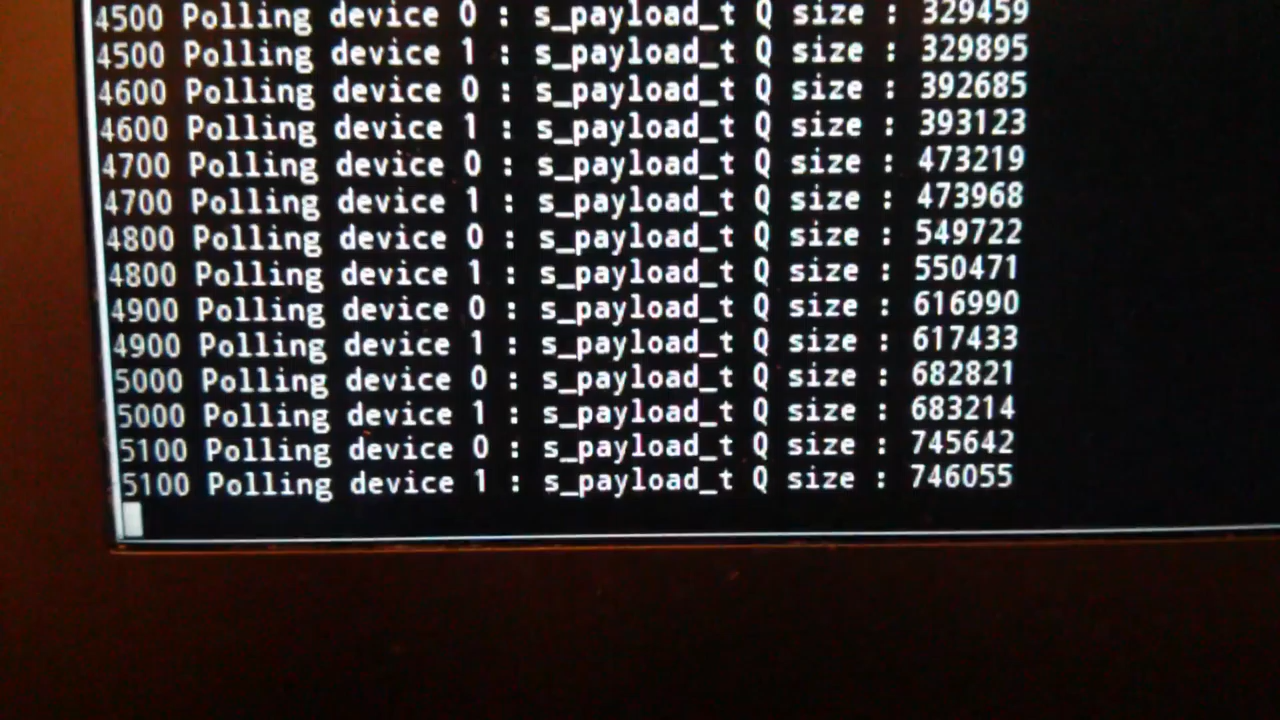 4500 Polling device 0 : s_payload_t Q size : 329459
4500 Polling device 1 : s_payload_t Q size : 329895
4600 Polling device 0 : s_payload_t Q size : 392685
4600 Polling device 1 : s_payload_t Q size : 393123
4700 Polling device 0 : s_payload_t Q size : 473219
4700 Polling device 1 : s_payload_t Q size : 473968
4800 Polling device 0 : s_payload_t Q size : 549722
4800 Polling device 1 : s_payload_t Q size : 550471
4900 Polling device 0 : s_payload_t Q size : 616990
4900 Polling device 1 : s_payload_t Q size : 617433
5000 Polling device 0 : s_payload_t Q size : 682821
5000 Polling device 1 : s_payload_t Q size : 683214
5100 Polling device 0 : s_payload_t Q size : 745642
5100 Polling device 1 : s_payload_t Q size : 746055